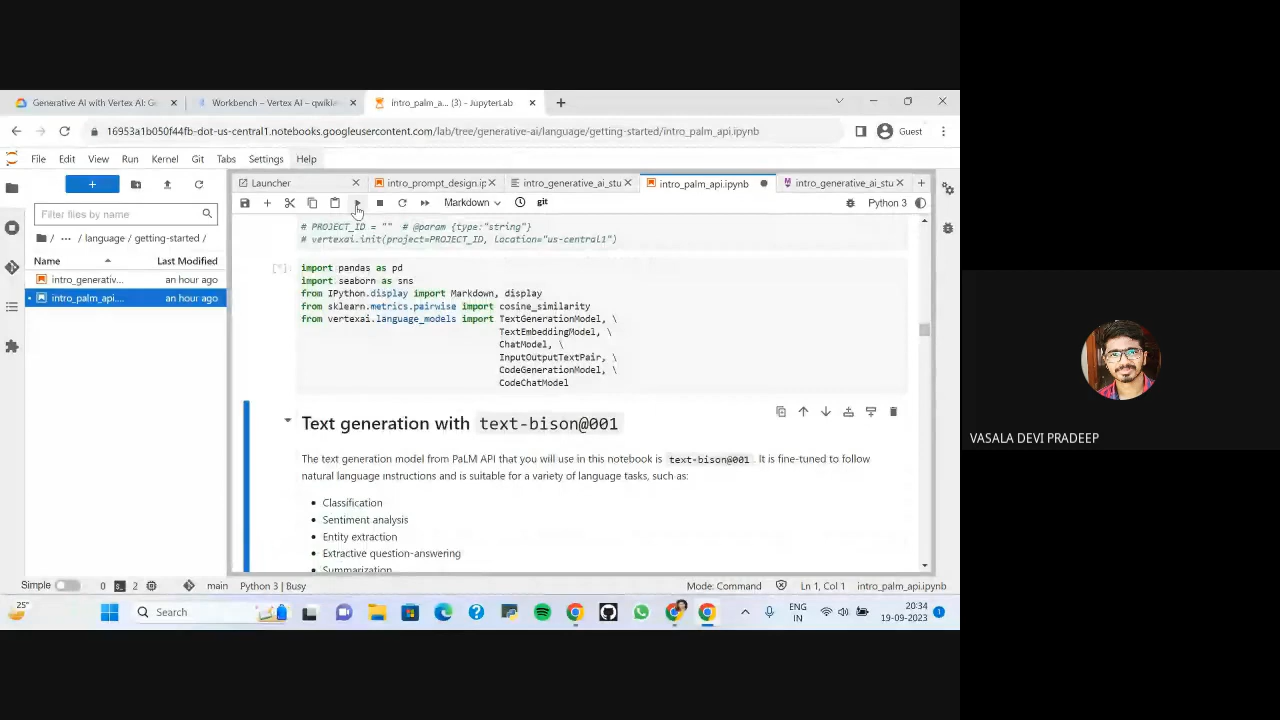 Generative AI with Vertex AI: Ge
Workbench – Vertex AI – qwikla
intro_palm_a... (3) - JupyterLab
16953a1b050f44fb-dot-us-central1.notebooks.googleusercontent.com/lab/tree/generative-ai/language/getting-started/intro_palm_api.ipynb
Guest
File Edit View Run Kernel Git Tabs Settings Help
Launcher
intro_prompt_design.ip
intro_generative_ai_stu
intro_palm_api.ipynb
intro_generative_ai_stu
Markdown
git
Python 3
Filter files by name
/ ··· / language / getting-started /
Name Last Modified
intro_generativ... an hour ago
intro_palm_api.... an hour ago
# PROJECT_ID = "" # @param {type:"string"}
# vertexai.init(project=PROJECT_ID, location="us-central1")
[*]:
import pandas as pd
import seaborn as sns
from IPython.display import Markdown, display
from sklearn.metrics.pairwise import cosine_similarity
from vertexai.language_models import TextGenerationModel, \
TextEmbeddingModel, \
ChatModel, \
InputOutputTextPair, \
CodeGenerationModel, \
CodeChatModel
Text generation with text-bison@001
The text generation model from PaLM API that you will use in this notebook is text-bison@001. It is fine-tuned to follow
natural language instructions and is suitable for a variety of language tasks, such as:
• Classification
• Sentiment analysis
• Entity extraction
• Extractive question-answering
• Summarization
Simple 0 2 main Python 3 | Busy Mode: Command Ln 1, Col 1 intro_palm_api.ipynb
25°
Search
ENG
IN
20:34
19-09-2023
1
VASALA DEVI PRADEEP